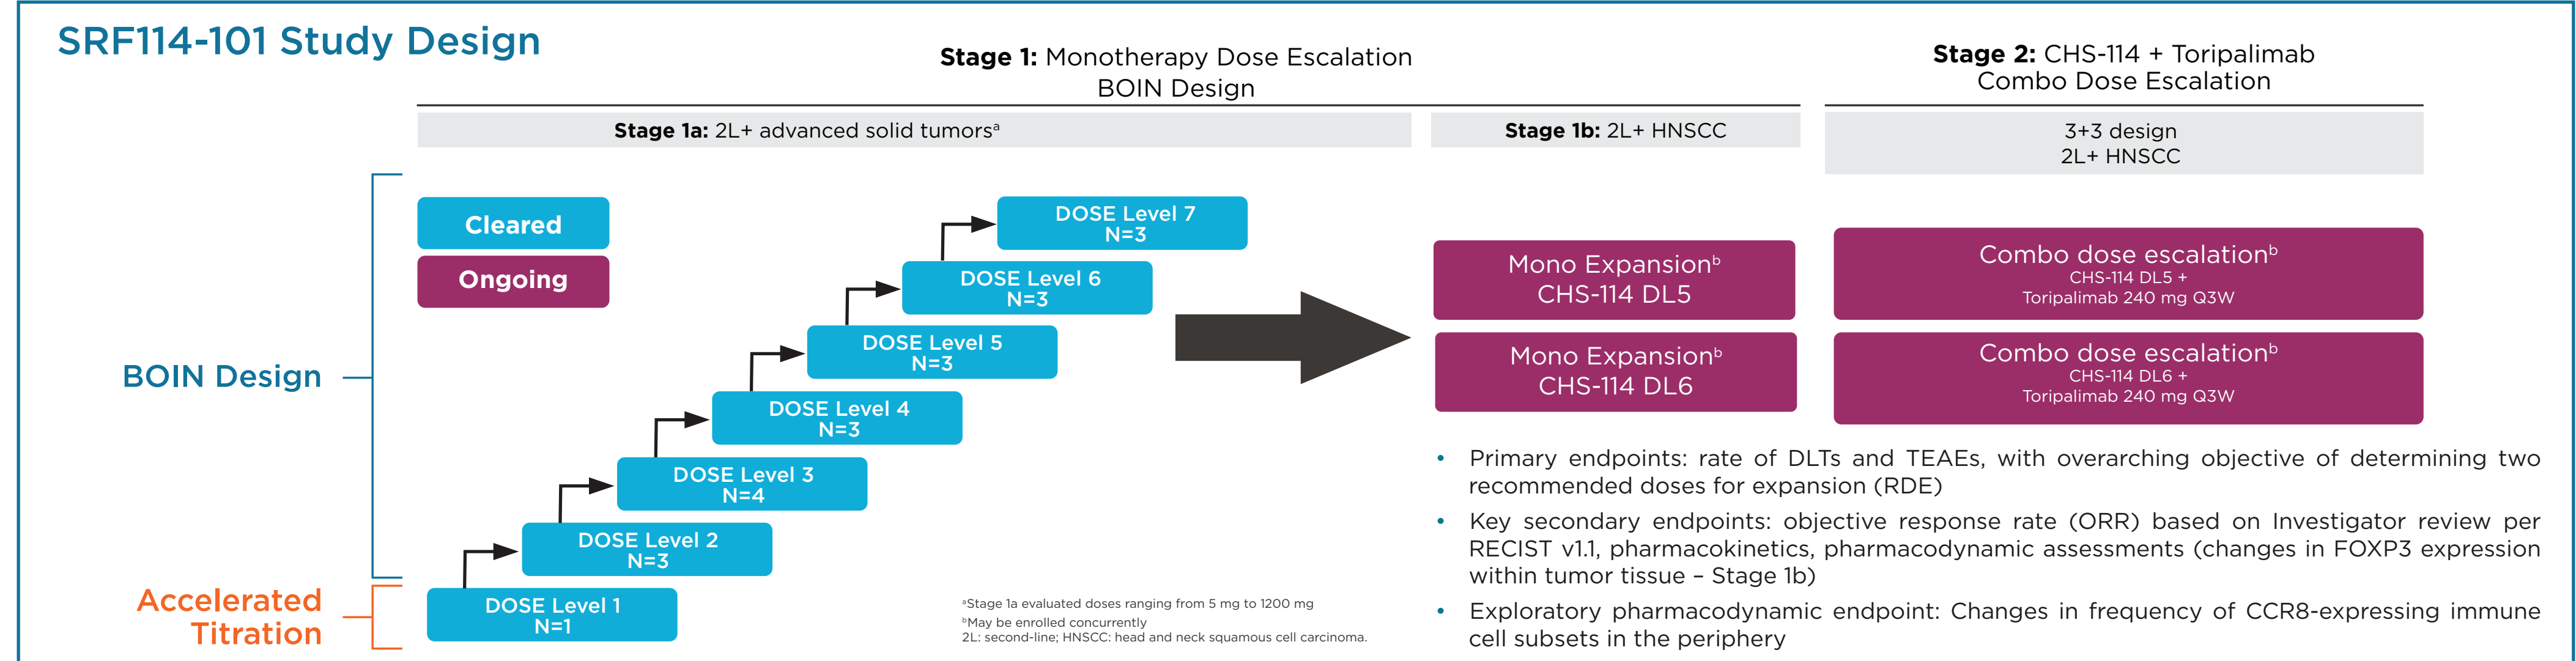 SRF114-101 Study Design
Stage 1: Monotherapy Dose Escalation
BOIN Design
Stage 2: CHS-114 + Toripalimab
Combo Dose Escalation
Stage 1a: 2L+ advanced solid tumorsᵃ
Stage 1b: 2L+ HNSCC
3+3 design
2L+ HNSCC
Cleared
Ongoing
BOIN Design
Accelerated
Titration
DOSE Level 7
N=3
DOSE Level 6
N=3
DOSE Level 5
N=3
DOSE Level 4
N=3
DOSE Level 3
N=4
DOSE Level 2
N=3
DOSE Level 1
N=1
Mono Expansionᵇ
CHS-114 DL5
Mono Expansionᵇ
CHS-114 DL6
Combo dose escalationᵇ
CHS-114 DL5 +
Toripalimab 240 mg Q3W
Combo dose escalationᵇ
CHS-114 DL6 +
Toripalimab 240 mg Q3W
ᵃStage 1a evaluated doses ranging from 5 mg to 1200 mg
ᵇMay be enrolled concurrently
2L: second-line; HNSCC: head and neck squamous cell carcinoma.
• Primary endpoints: rate of DLTs and TEAEs, with overarching objective of determining two
recommended doses for expansion (RDE)
• Key secondary endpoints: objective response rate (ORR) based on Investigator review per
RECIST v1.1, pharmacokinetics, pharmacodynamic assessments (changes in FOXP3 expression
within tumor tissue – Stage 1b)
• Exploratory pharmacodynamic endpoint: Changes in frequency of CCR8-expressing immune
cell subsets in the periphery